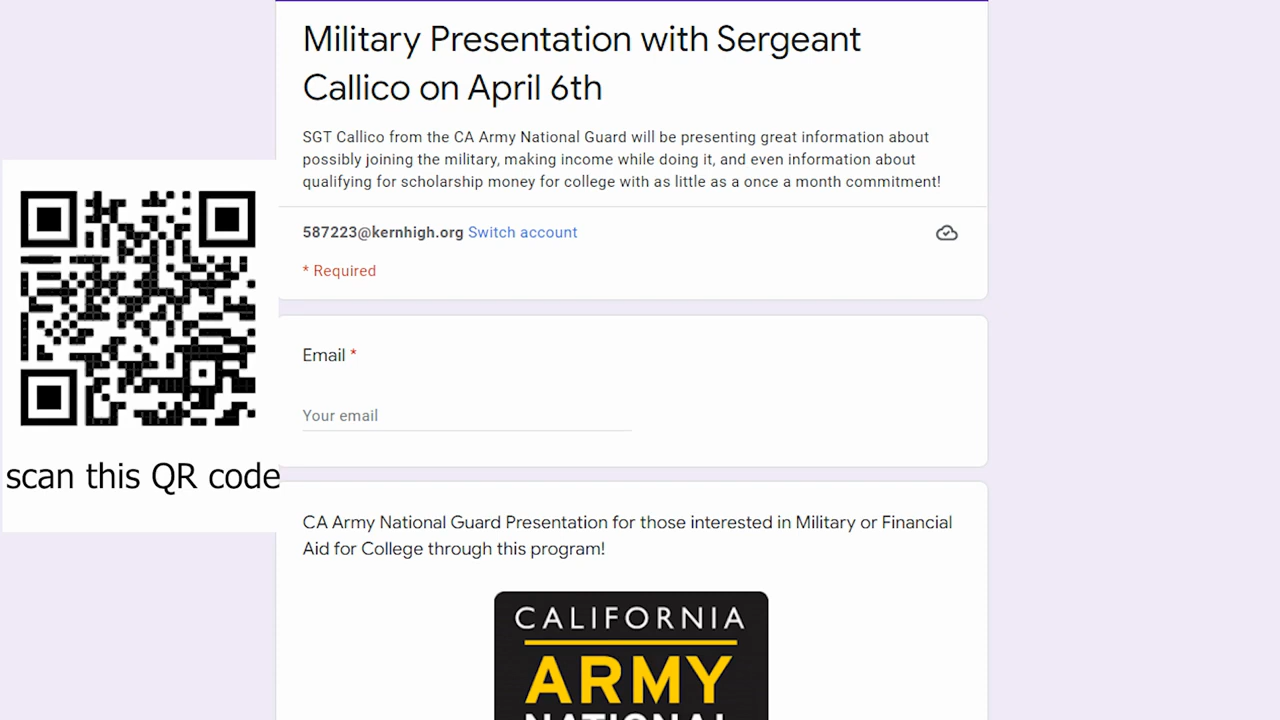 Military Presentation with Sergeant
Callico on April 6th
SGT Callico from the CA Army National Guard will be presenting great information about
possibly joining the military, making income while doing it, and even information about
qualifying for scholarship money for college with as little as a once a month commitment!
587223@kernhigh.org Switch account
* Required
Email *
Your email
scan this QR code
CA Army National Guard Presentation for those interested in Military or Financial
Aid for College through this program!
CALIFORNIA
ARMY
NATIONAL